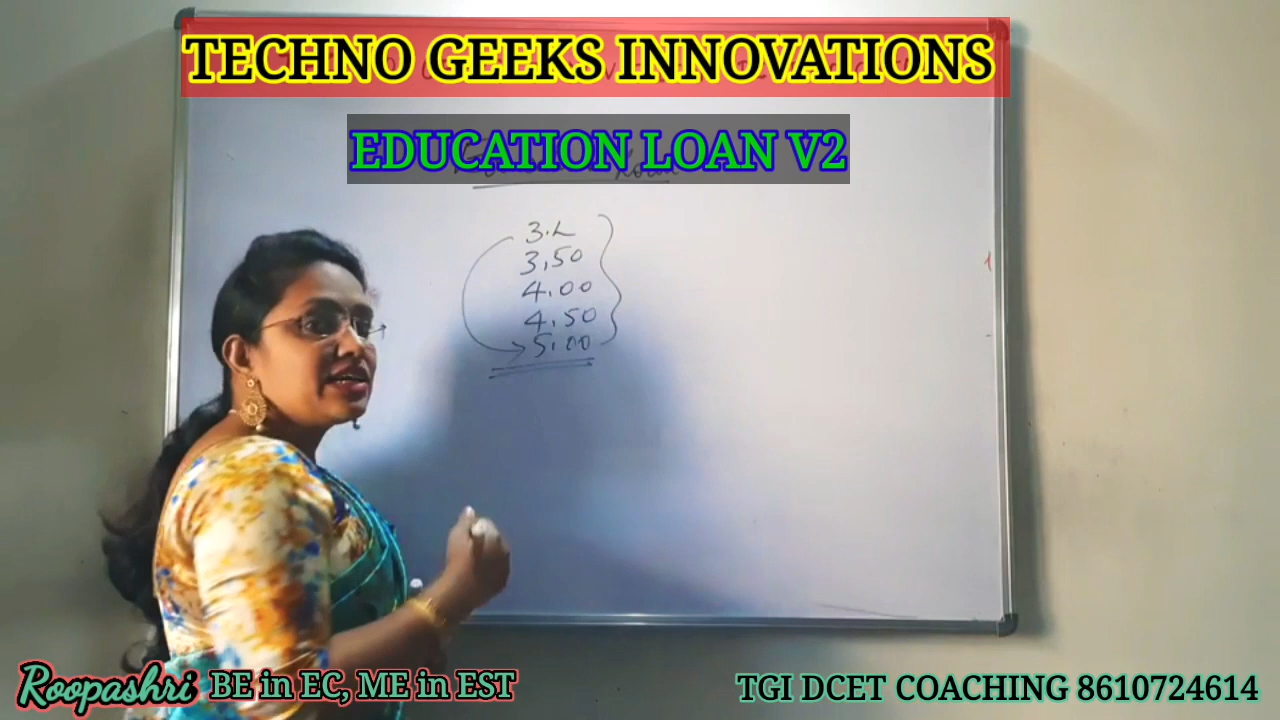 TECHNO GEEKS INNOVATIONS
EDUCATION LOAN V2
3.L
3,50
4.00
4.50
5.00
Roopashri BE in EC, ME in EST
TGI DCET COACHING 8610724614